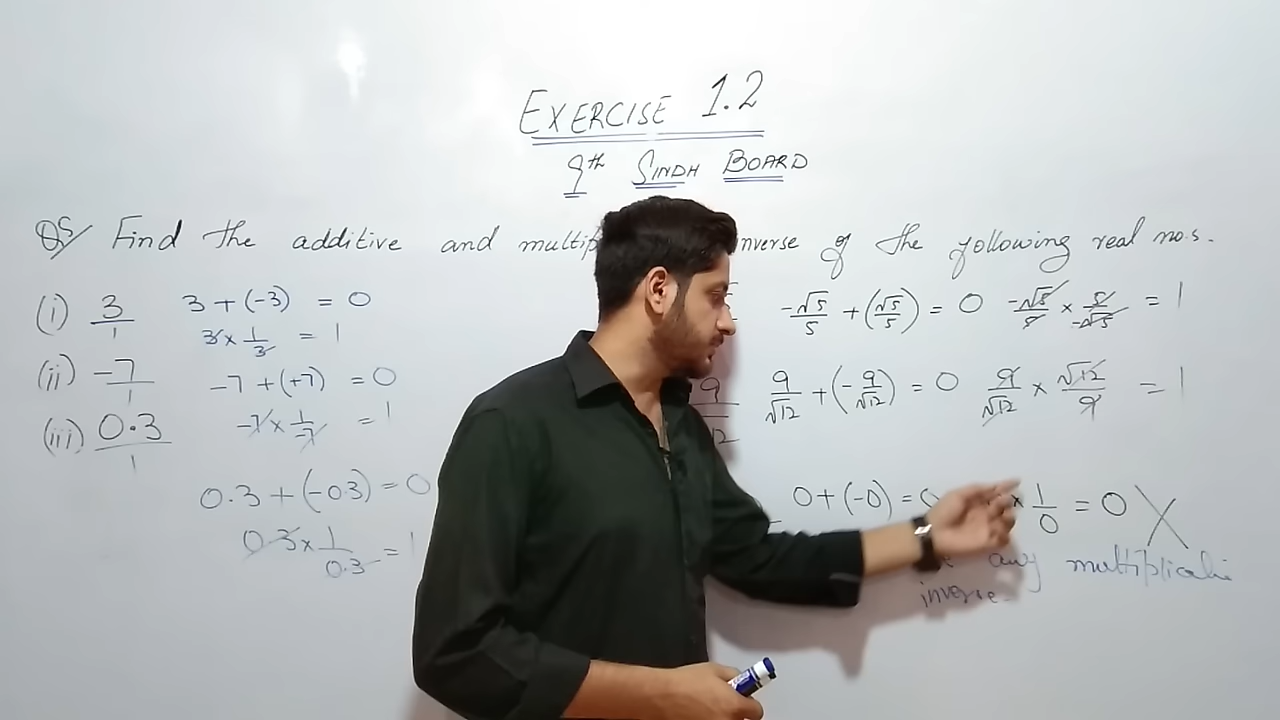 EXERCISE 1.2
9th SINDH BOARD
Q5/ Find the additive and multip nverse of the following real no.s.
(i) 3/1 3 + (-3) = 0
3 × 1/3 = 1
(ii) -7/1 -7 + (+7) = 0
-7 × 1/-7 = 1
(iii) 0.3/1
0.3 + (-0.3) = 0
0.3 × 1/0.3 = 1
-√5/5 + (√5/5) = 0 -√5/5 × 5/-√5 = 1
9/√12 + (-9/√12) = 0 9/√12 × √12/9 = 1
0 + (-0) = × 1/0 = 0 X
any multiplicative
inverse.